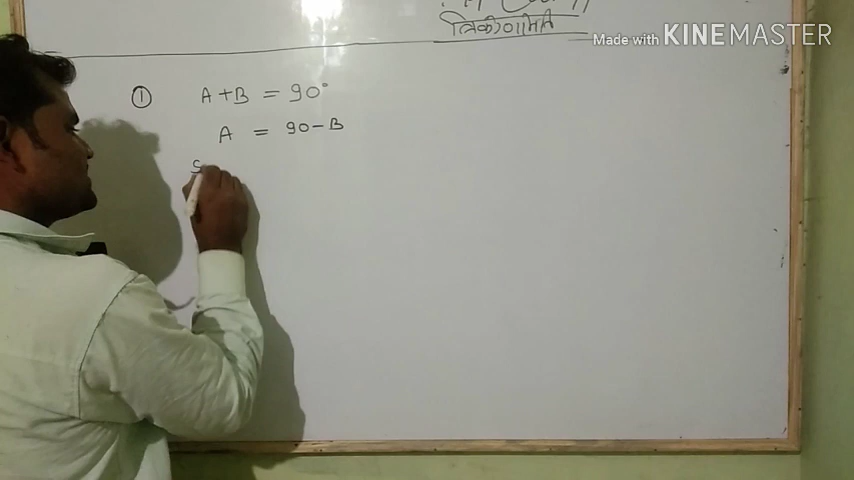 त्रिकोणमिति
Made with KINEMASTER
① A + B = 90°
A = 90 - B
S